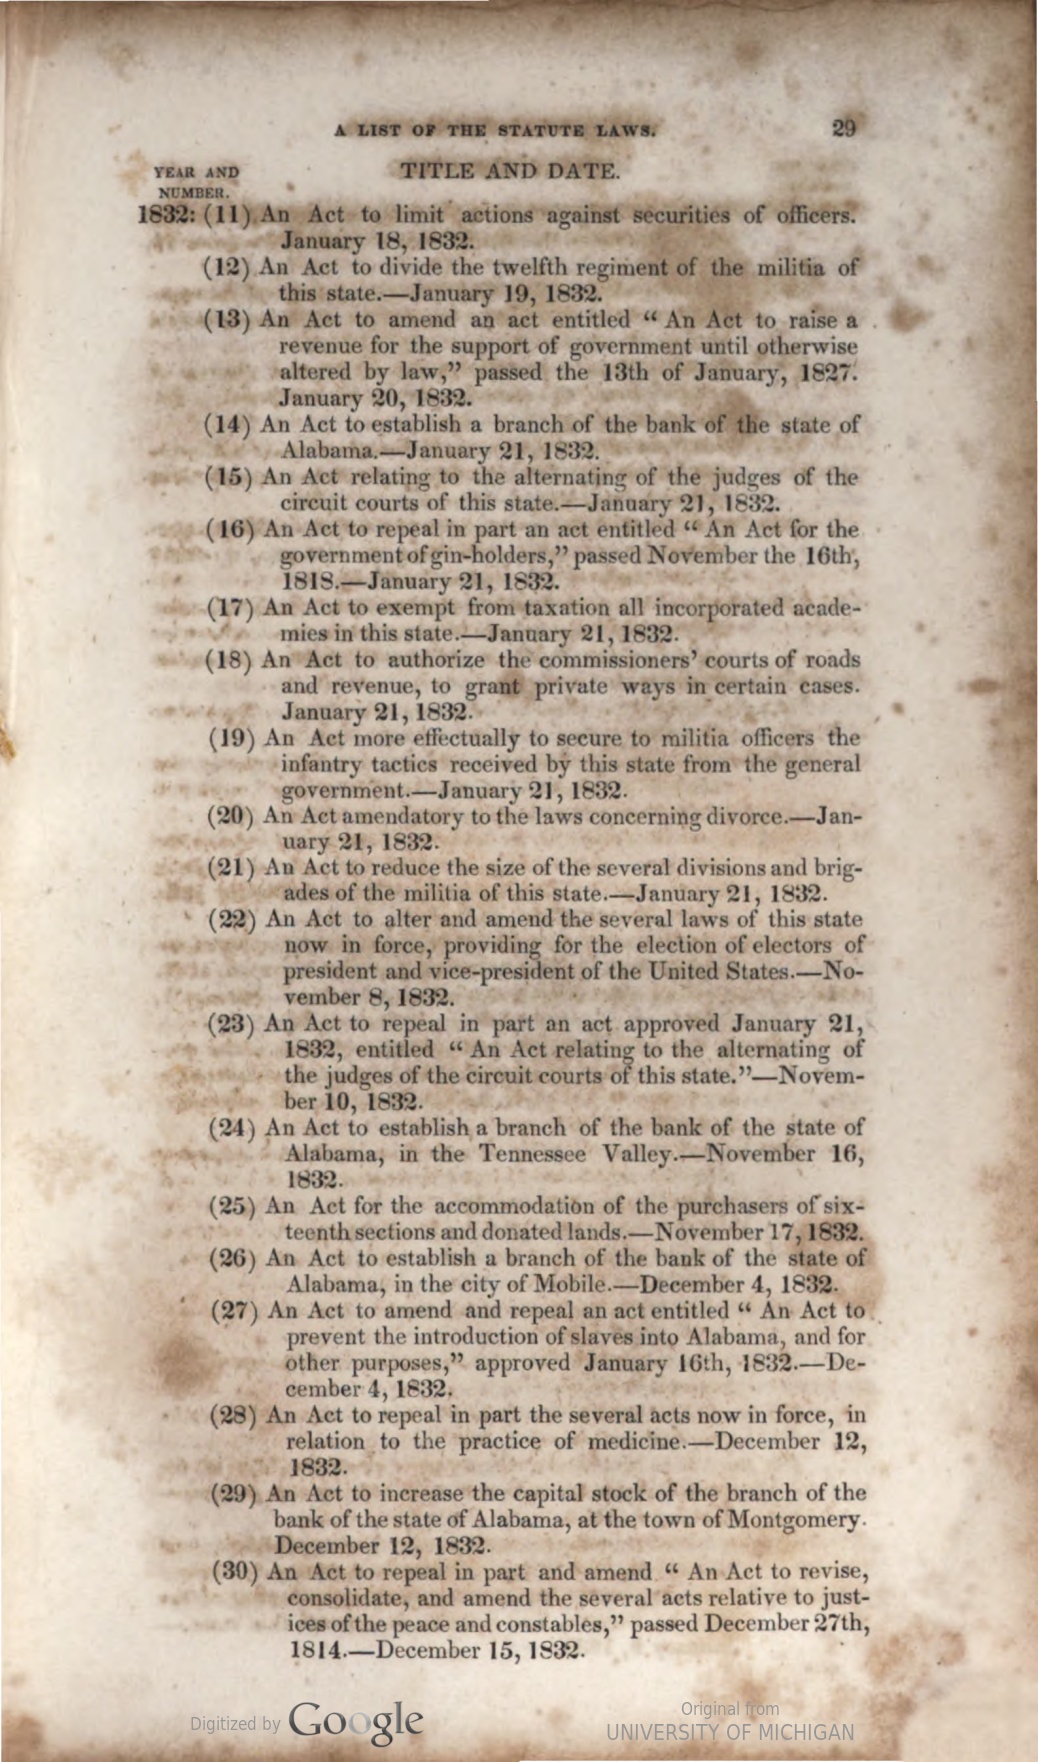 A LIST OF THE STATUTE LAWS. 29
YEAR AND TITLE AND DATE.
NUMBER.
1832: (11) An Act to limit actions against securities of officers.
January 18, 1832.
(12) An Act to divide the twelfth regiment of the militia of
this state.—January 19, 1832.
(13) An Act to amend an act entitled “ An Act to raise a
revenue for the support of government until otherwise
altered by law,” passed the 13th of January, 1827.
January 20, 1832.
(14) An Act to establish a branch of the bank of the state of
Alabama.—January 21, 1832.
(15) An Act relating to the alternating of the judges of the
circuit courts of this state.—January 21, 1832.
(16) An Act to repeal in part an act entitled “ An Act for the
government of gin-holders,” passed November the 16th,
1818.—January 21, 1832.
(17) An Act to exempt from taxation all incorporated acade-
mies in this state.—January 21, 1832.
(18) An Act to authorize the commissioners’ courts of roads
and revenue, to grant private ways in certain cases.
January 21, 1832.
(19) An Act more effectually to secure to militia officers the
infantry tactics received by this state from the general
government.—January 21, 1832.
(20) An Act amendatory to the laws concerning divorce.—Jan-
uary 21, 1832.
(21) An Act to reduce the size of the several divisions and brig-
ades of the militia of this state.—January 21, 1832.
(22) An Act to alter and amend the several laws of this state
now in force, providing for the election of electors of
president and vice-president of the United States.—No-
vember 8, 1832.
(23) An Act to repeal in part an act approved January 21,
1832, entitled “ An Act relating to the alternating of
the judges of the circuit courts of this state.”—Novem-
ber 10, 1832.
(24) An Act to establish a branch of the bank of the state of
Alabama, in the Tennessee Valley.—November 16,
1832.
(25) An Act for the accommodation of the purchasers of six-
teenth sections and donated lands.—November 17, 1832.
(26) An Act to establish a branch of the bank of the state of
Alabama, in the city of Mobile.—December 4, 1832.
(27) An Act to amend and repeal an act entitled “ An Act to
prevent the introduction of slaves into Alabama, and for
other purposes,” approved January 16th, 1832.—De-
cember 4, 1832.
(28) An Act to repeal in part the several acts now in force, in
relation to the practice of medicine.—December 12,
1832.
(29) An Act to increase the capital stock of the branch of the
bank of the state of Alabama, at the town of Montgomery.
December 12, 1832.
(30) An Act to repeal in part and amend “ An Act to revise,
consolidate, and amend the several acts relative to just-
ices of the peace and constables,” passed December 27th,
1814.—December 15, 1832.
Digitized by Google
Original from
UNIVERSITY OF MICHIGAN